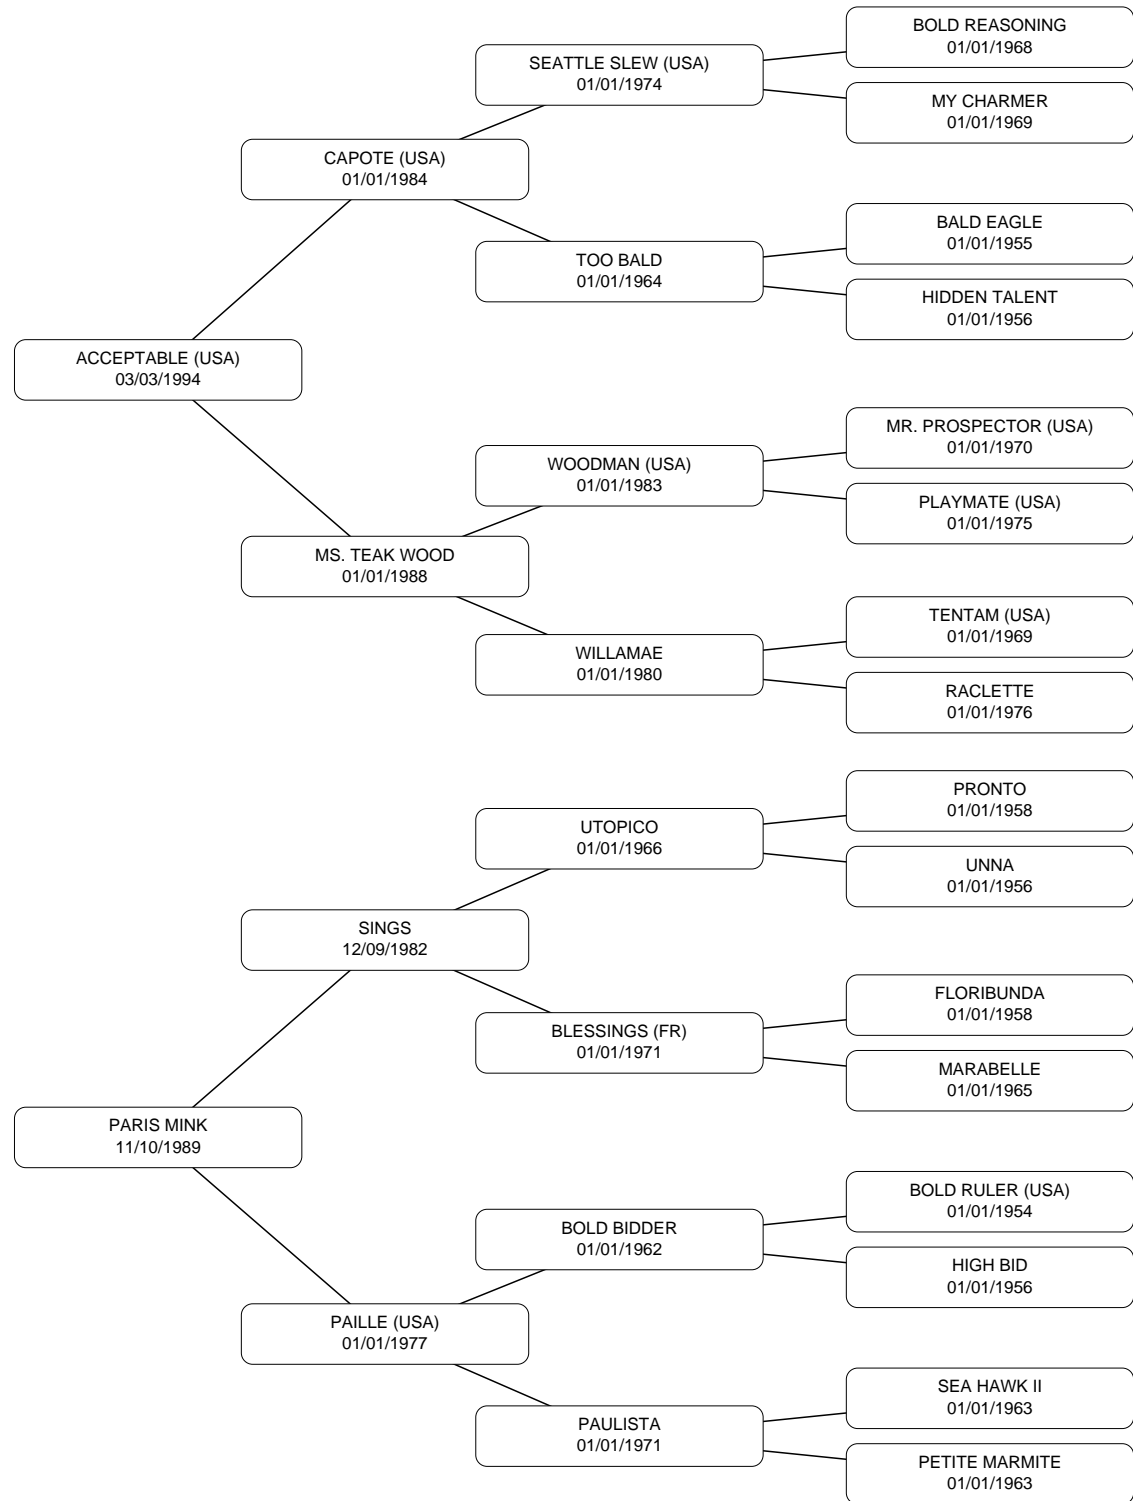 BOLD REASONING
01/01/1968
SEATTLE SLEW (USA)
01/01/1974
MY CHARMER
01/01/1969
CAPOTE (USA)
01/01/1984
BALD EAGLE
01/01/1955
TOO BALD
01/01/1964
HIDDEN TALENT
01/01/1956
ACCEPTABLE (USA)
03/03/1994
MR. PROSPECTOR (USA)
01/01/1970
WOODMAN (USA)
01/01/1983
PLAYMATE (USA)
01/01/1975
MS. TEAK WOOD
01/01/1988
TENTAM (USA)
01/01/1969
WILLAMAE
01/01/1980
RACLETTE
01/01/1976
PRONTO
01/01/1958
UTOPICO
01/01/1966
UNNA
01/01/1956
SINGS
12/09/1982
FLORIBUNDA
01/01/1958
BLESSINGS (FR)
01/01/1971
MARABELLE
01/01/1965
PARIS MINK
11/10/1989
BOLD RULER (USA)
01/01/1954
BOLD BIDDER
01/01/1962
HIGH BID
01/01/1956
PAILLE (USA)
01/01/1977
SEA HAWK II
01/01/1963
PAULISTA
01/01/1971
PETITE MARMITE
01/01/1963